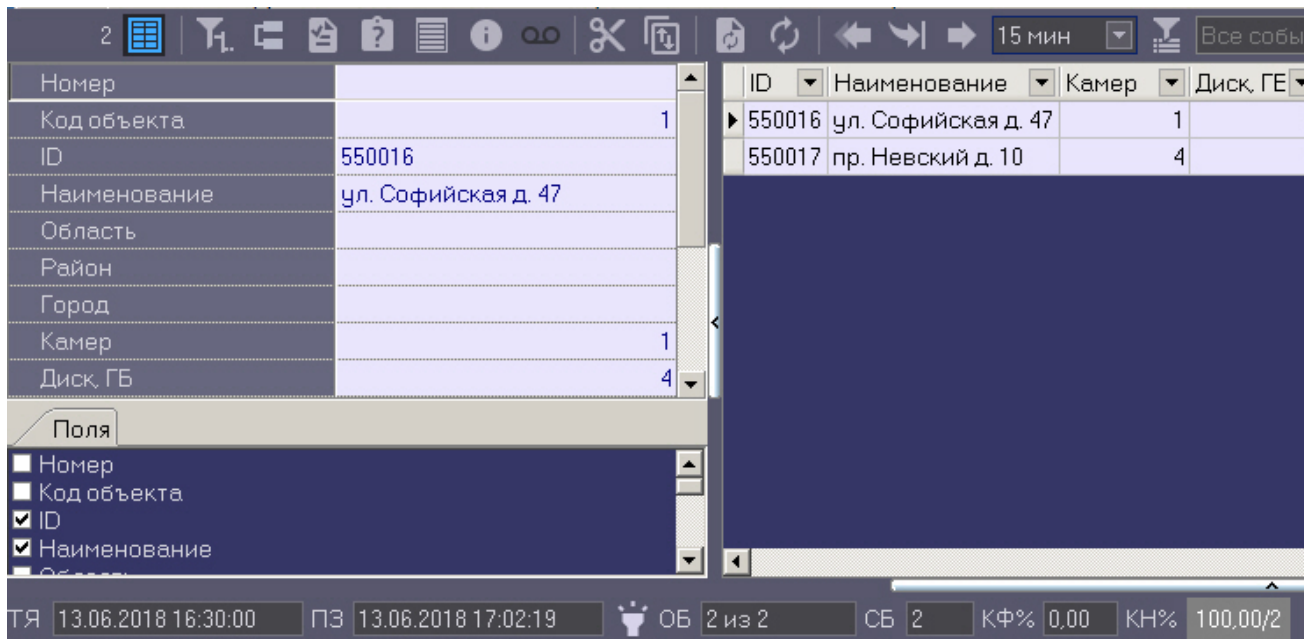 2 15 мин Все собы
Номер
Код объекта 1
ID 550016
Наименование ул. Софийская д. 47
Область
Район
Город
Камер 1
Диск, ГБ 4
ID Наименование Камер Диск, ГЕ
550016 ул. Софийская д. 47 1
550017 пр. Невский д. 10 4
Поля
Номер
Код объекта
ID
Наименование
ТЯ 13.06.2018 16:30:00 ПЗ 13.06.2018 17:02:19 ОБ 2 из 2 СБ 2 КФ% 0,00 КН% 100,00/2